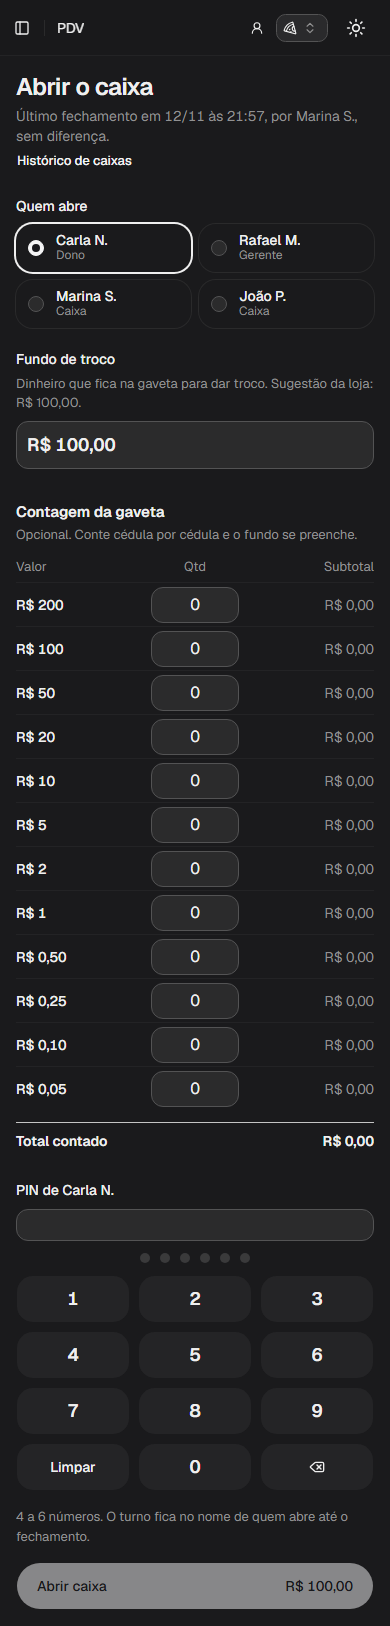 PDV
Abrir o caixa
Último fechamento em 12/11 às 21:57, por Marina S.,
sem diferença.
Histórico de caixas
Quem abre
Carla N.
Dono
Rafael M.
Gerente
Marina S.
Caixa
João P.
Caixa
Fundo de troco
Dinheiro que fica na gaveta para dar troco. Sugestão da loja:
R$ 100,00.
R$ 100,00
Contagem da gaveta
Opcional. Conte cédula por cédula e o fundo se preenche.
Valor Qtd Subtotal
R$ 200 0 R$ 0,00
R$ 100 0 R$ 0,00
R$ 50 0 R$ 0,00
R$ 20 0 R$ 0,00
R$ 10 0 R$ 0,00
R$ 5 0 R$ 0,00
R$ 2 0 R$ 0,00
R$ 1 0 R$ 0,00
R$ 0,50 0 R$ 0,00
R$ 0,25 0 R$ 0,00
R$ 0,10 0 R$ 0,00
R$ 0,05 0 R$ 0,00
Total contado R$ 0,00
PIN de Carla N.
1 2 3
4 5 6
7 8 9
Limpar 0
4 a 6 números. O turno fica no nome de quem abre até o
fechamento.
Abrir caixa R$ 100,00